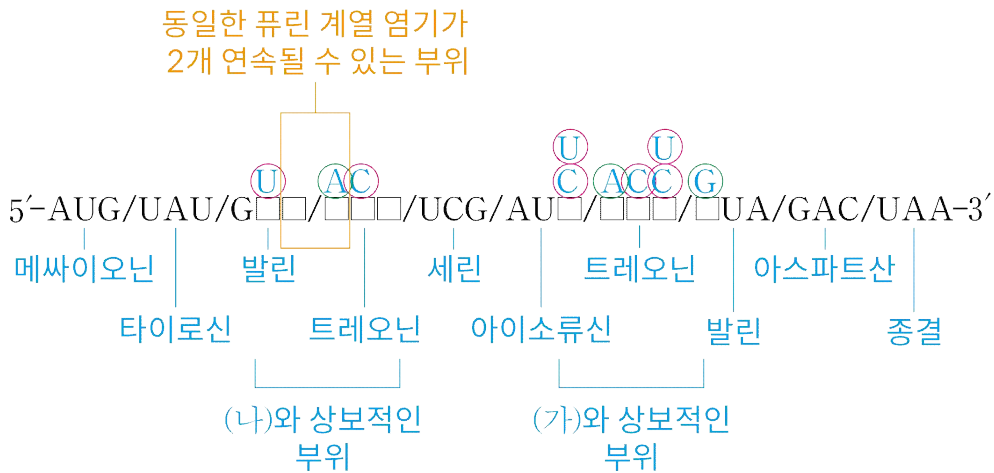 동일한 퓨린 계열 염기가
2개 연속될 수 있는 부위
U U
U A C C A C C G
5′-AUG/UAU/G□□/□□□/UCG/AU□/□□□/□UA/GAC/UAA-3′
메싸이오닌 발린 세린 트레오닌 아스파트산
타이로신 트레오닌 아이소류신 발린 종결
(나)와 상보적인 (가)와 상보적인
부위 부위